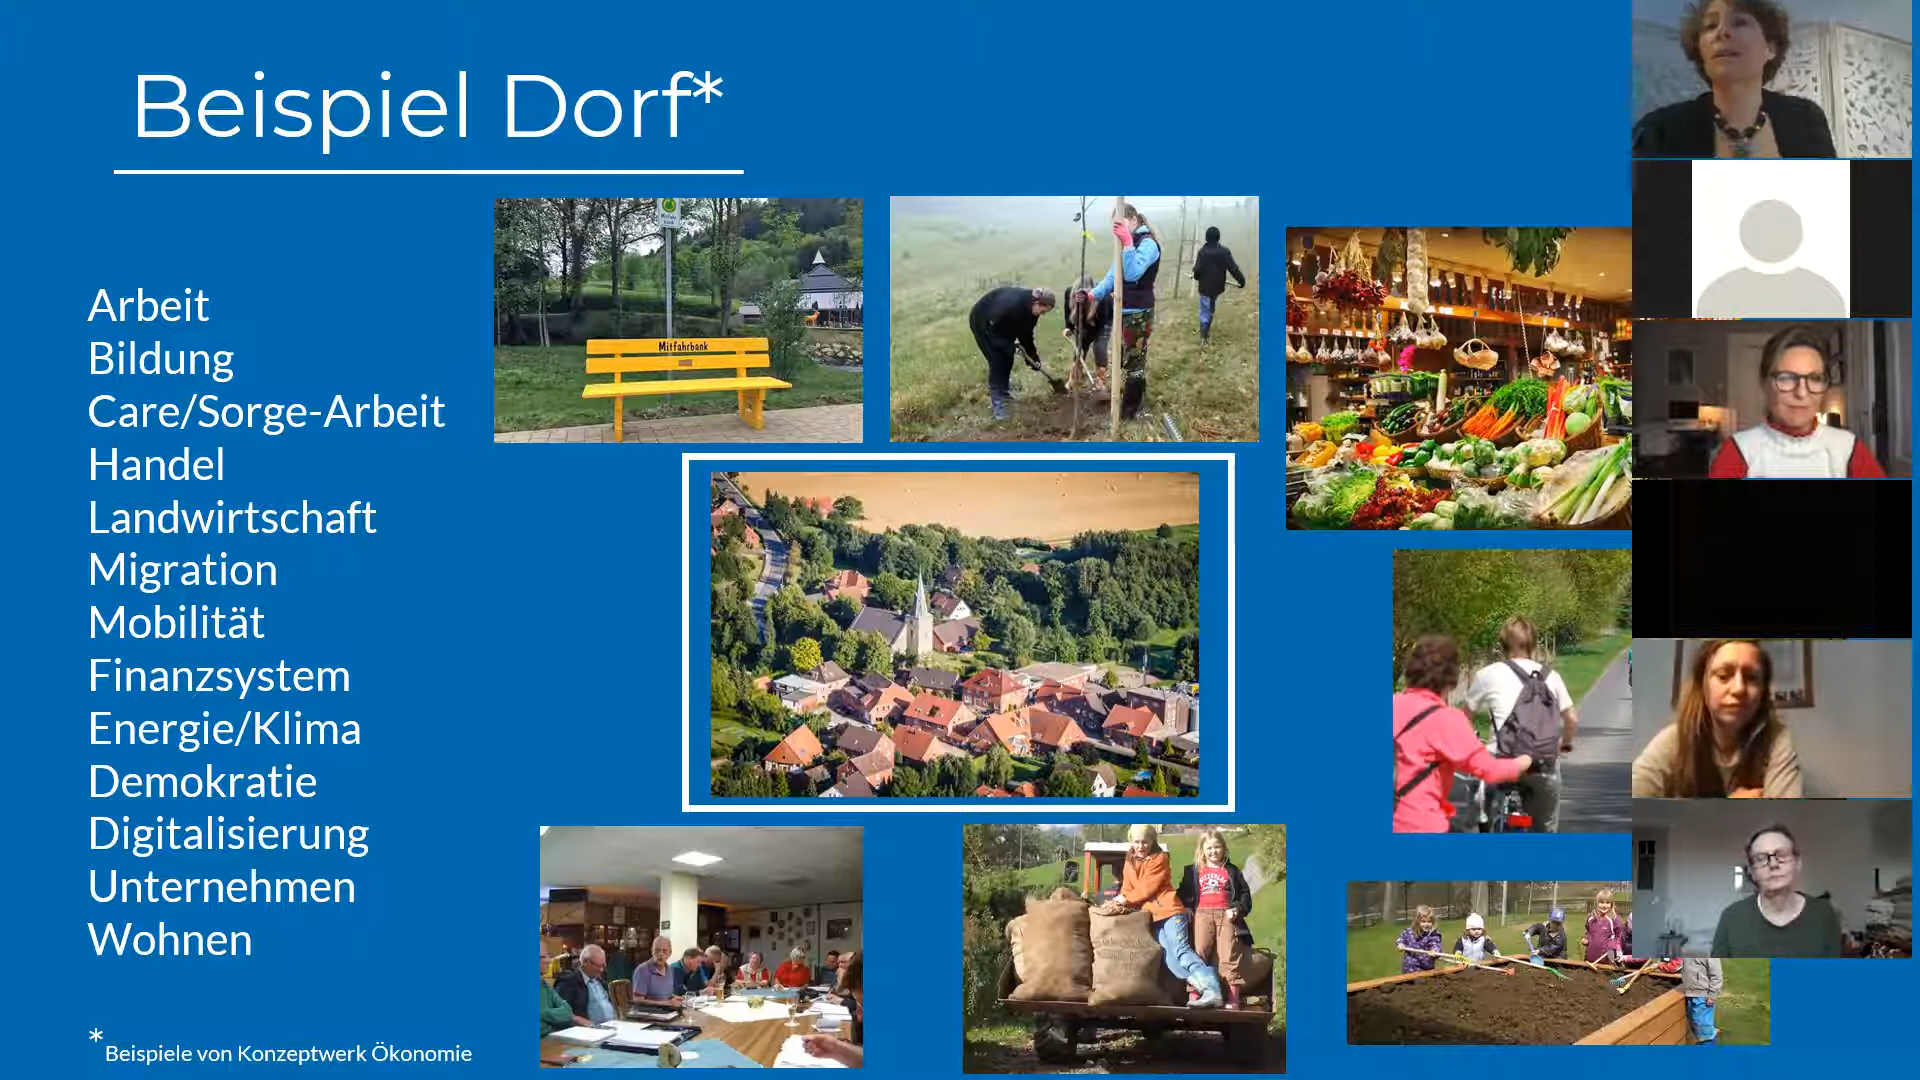 Beispiel Dorf*
Mitfahrbank
Arbeit
Bildung
Care/Sorge-Arbeit
Handel
Landwirtschaft
Migration
Mobilität
Finanzsystem
Energie/Klima
Demokratie
Digitalisierung
Unternehmen
Wohnen
*Beispiele von Konzeptwerk Ökonomie